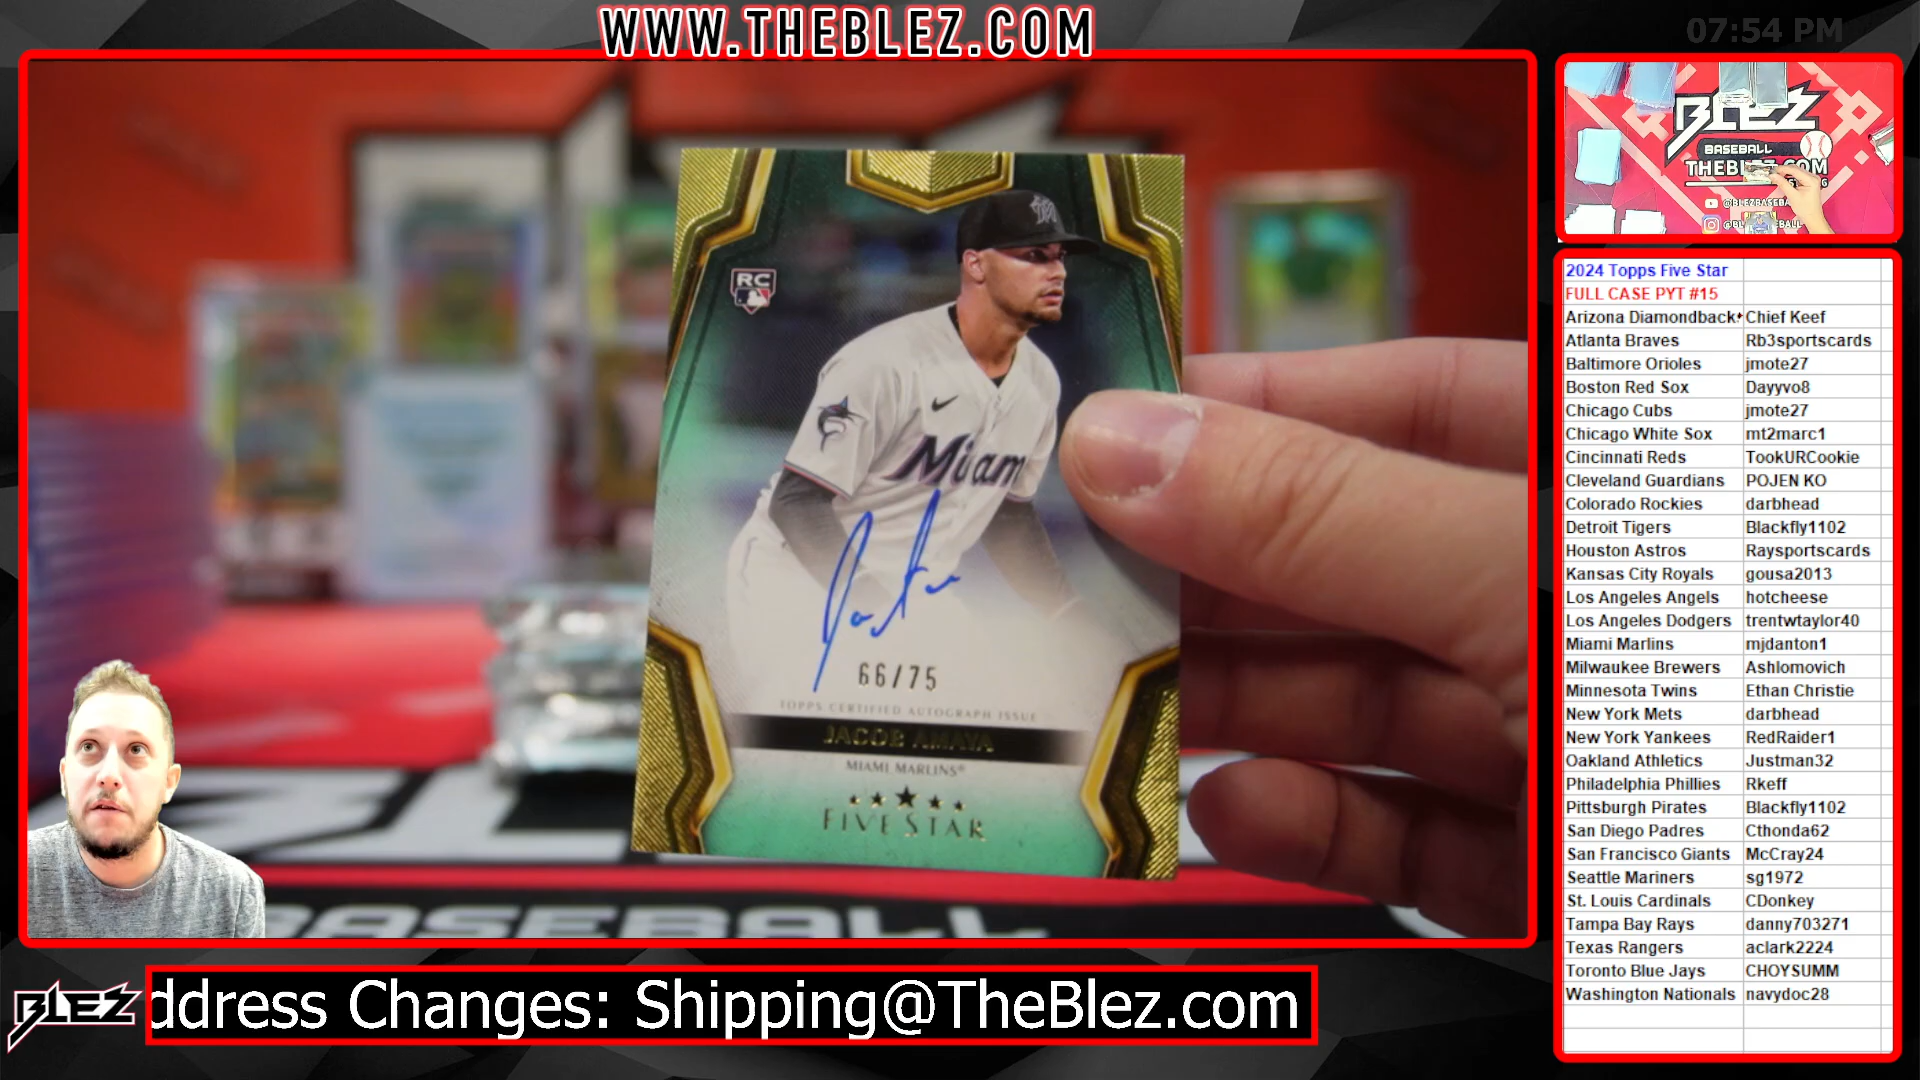 WWW.THEBLEZ.COM
07:54 PM
RC
Miam
66/75
TOPPS CERTIFIED AUTOGRAPH ISSUE
JACOB AMAYA
MIAMI MARLINS®
FIVE STAR
BASEBALL
BLEZ
BASEBALL
@BLEZBASEBA
2024 Topps Five Star
FULL CASE PYT #15
Arizona Diamondback Chief Keef
Atlanta Braves Rb3sportscards
Baltimore Orioles jmote27
Boston Red Sox Dayyvo8
Chicago Cubs jmote27
Chicago White Sox mt2marc1
Cincinnati Reds TookURCookie
Cleveland Guardians POJEN KO
Colorado Rockies darbhead
Detroit Tigers Blackfly1102
Houston Astros Raysportscards
Kansas City Royals gousa2013
Los Angeles Angels hotcheese
Los Angeles Dodgers trentwtaylor40
Miami Marlins mjdanton1
Milwaukee Brewers Ashlomovich
Minnesota Twins Ethan Christie
New York Mets darbhead
New York Yankees RedRaider1
Oakland Athletics Justman32
Philadelphia Phillies Rkeff
Pittsburgh Pirates Blackfly1102
San Diego Padres Cthonda62
San Francisco Giants McCray24
Seattle Mariners sg1972
St. Louis Cardinals CDonkey
Tampa Bay Rays danny703271
Texas Rangers aclark2224
Toronto Blue Jays CHOYSUMM
Washington Nationals navydoc28
BLEZ
ddress Changes: Shipping@TheBlez.com